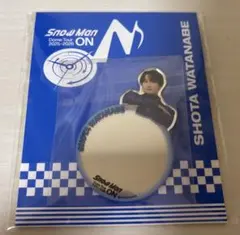 Snow Man
Dome Tour
2025-2026 ON
SHOTA WATANABE
Snow Man
ON